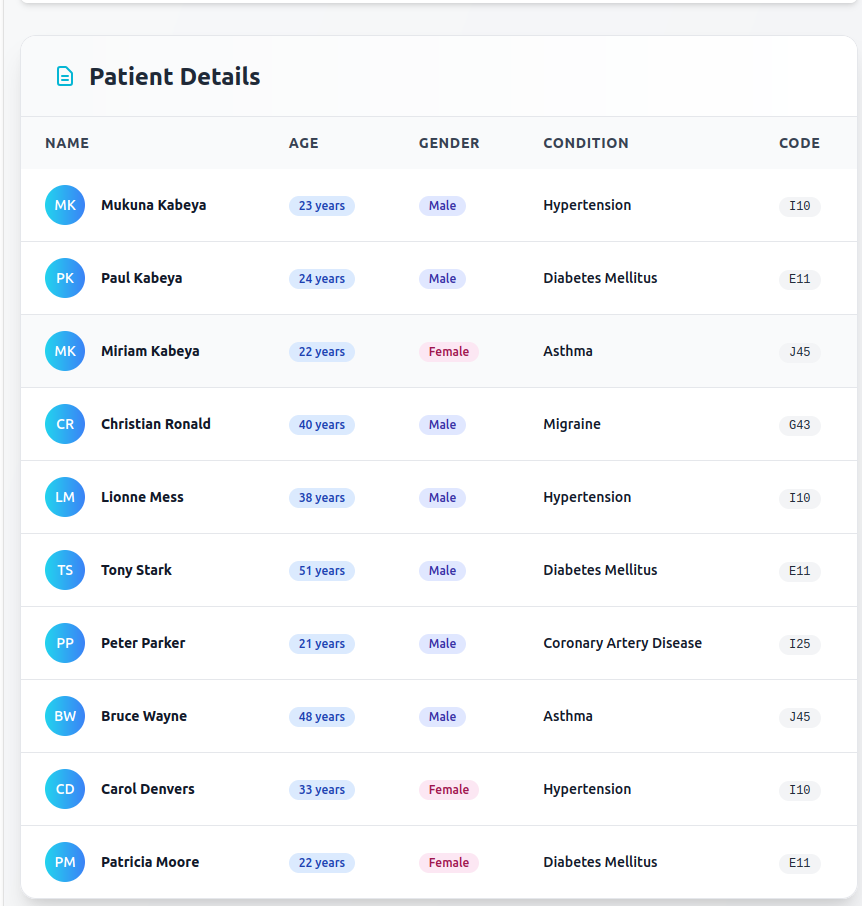 Patient Details
NAME AGE GENDER CONDITION CODE
MK Mukuna Kabeya 23 years Male Hypertension I10
PK Paul Kabeya 24 years Male Diabetes Mellitus E11
MK Miriam Kabeya 22 years Female Asthma J45
CR Christian Ronald 40 years Male Migraine G43
LM Lionne Mess 38 years Male Hypertension I10
TS Tony Stark 51 years Male Diabetes Mellitus E11
PP Peter Parker 21 years Male Coronary Artery Disease I25
BW Bruce Wayne 48 years Male Asthma J45
CD Carol Denvers 33 years Female Hypertension I10
PM Patricia Moore 22 years Female Diabetes Mellitus E11